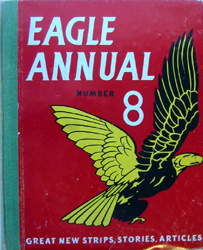 EAGLE
ANNUAL
NUMBER
8
GREAT NEW STRIPS, STORIES, ARTICLES